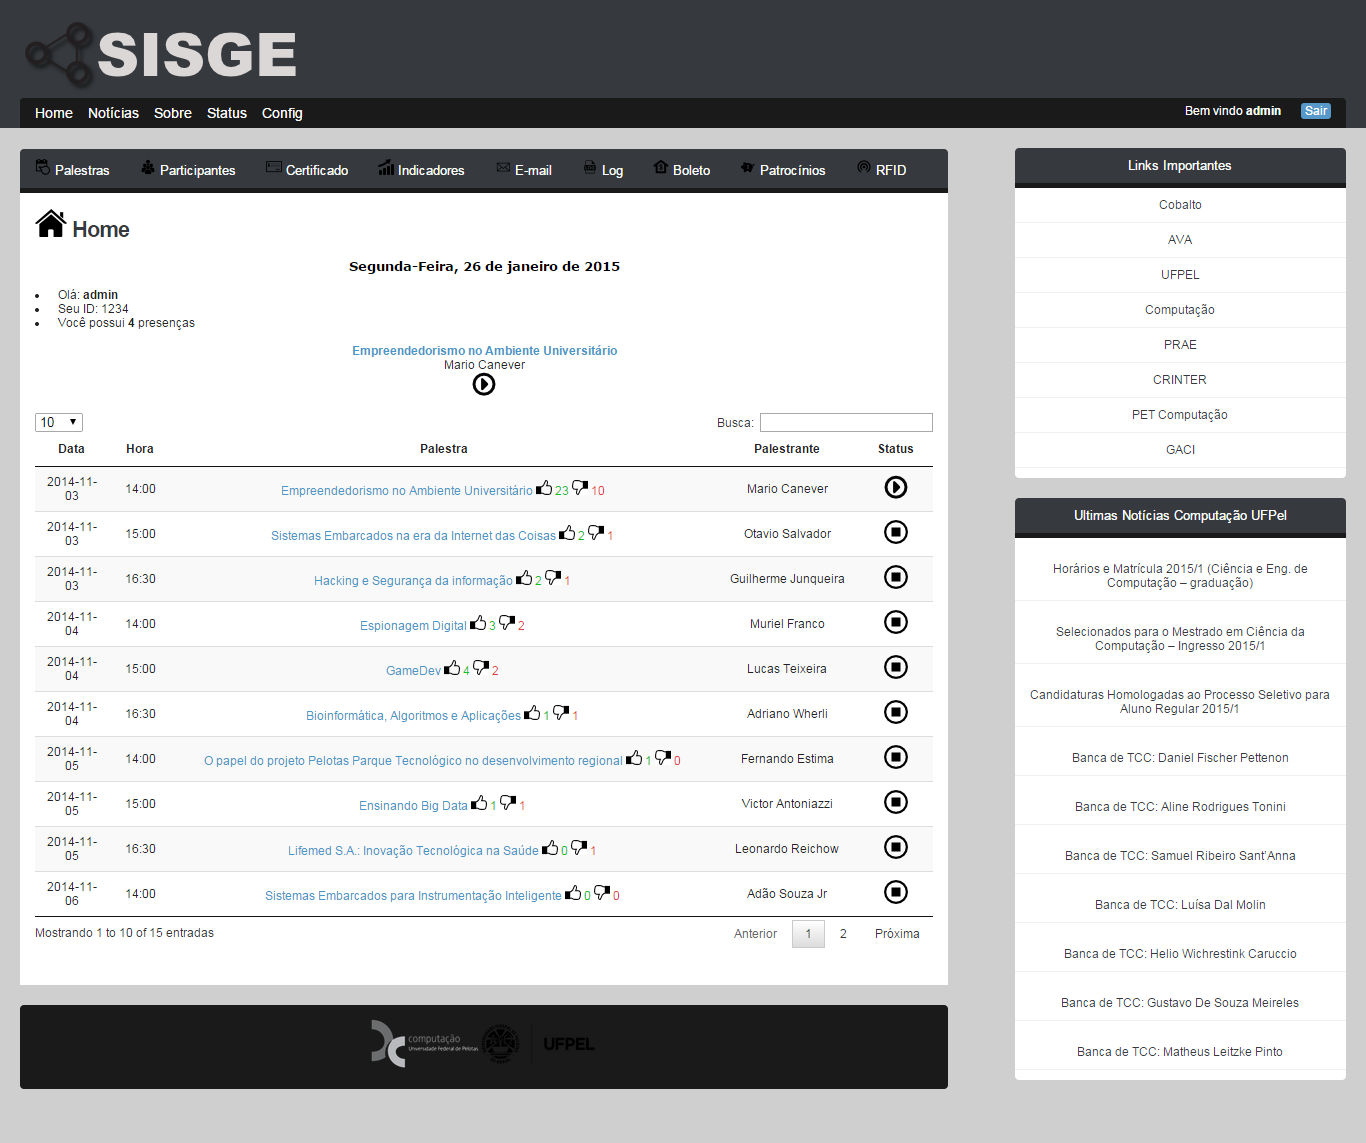 SISGE
Home Notícias Sobre Status Config
Bem vindo admin Sair
Palestras Participantes Certificado Indicadores E-mail Log Boleto Patrocínios RFID
Home
Segunda-Feira, 26 de janeiro de 2015
Olá: admin
Seu ID: 1234
Você possui 4 presenças
Empreendedorismo no Ambiente Universitário
Mario Canever
10 Busca:
Data Hora Palestra Palestrante Status
2014-11-03 14:00 Empreendedorismo no Ambiente Universitário 23 10 Mario Canever
2014-11-03 15:00 Sistemas Embarcados na era da Internet das Coisas 2 1 Otavio Salvador
2014-11-03 16:30 Hacking e Segurança da informação 2 1 Guilherme Junqueira
2014-11-04 14:00 Espionagem Digital 3 2 Muriel Franco
2014-11-04 15:00 GameDev 4 2 Lucas Teixeira
2014-11-04 16:30 Bioinformática, Algoritmos e Aplicações 1 1 Adriano Wherli
2014-11-05 14:00 O papel do projeto Pelotas Parque Tecnológico no desenvolvimento regional 1 0 Fernando Estima
2014-11-05 15:00 Ensinando Big Data 1 1 Victor Antoniazzi
2014-11-05 16:30 Lifemed S.A.: Inovação Tecnológica na Saúde 0 1 Leonardo Reichow
2014-11-06 14:00 Sistemas Embarcados para Instrumentação Inteligente 0 0 Adão Souza Jr
Mostrando 1 to 10 of 15 entradas
Anterior 1 2 Próxima
computação
Universidade Federal de Pelotas
UFPEL
Links Importantes
Cobalto
AVA
UFPEL
Computação
PRAE
CRINTER
PET Computação
GACI
Ultimas Notícias Computação UFPel
Horários e Matrícula 2015/1 (Ciência e Eng. de
Computação – graduação)
Selecionados para o Mestrado em Ciência da
Computação – Ingresso 2015/1
Candidaturas Homologadas ao Processo Seletivo para
Aluno Regular 2015/1
Banca de TCC: Daniel Fischer Pettenon
Banca de TCC: Aline Rodrigues Tonini
Banca de TCC: Samuel Ribeiro Sant'Anna
Banca de TCC: Luísa Dal Molin
Banca de TCC: Helio Wichrestink Caruccio
Banca de TCC: Gustavo De Souza Meireles
Banca de TCC: Matheus Leitzke Pinto